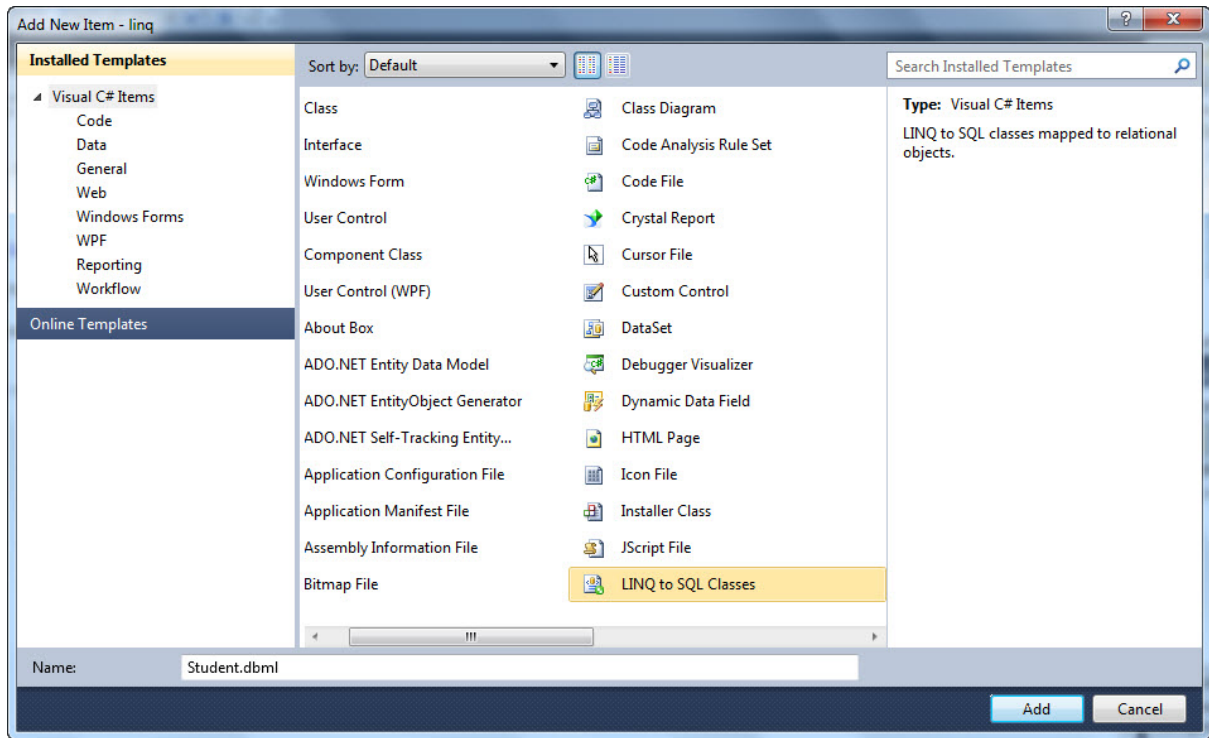 Add New Item - linq
Installed Templates
Visual C# Items
Code
Data
General
Web
Windows Forms
WPF
Reporting
Workflow
Online Templates
Sort by: Default
Class
Interface
Windows Form
User Control
Component Class
User Control (WPF)
About Box
ADO.NET Entity Data Model
ADO.NET EntityObject Generator
ADO.NET Self-Tracking Entity...
Application Configuration File
Application Manifest File
Assembly Information File
Bitmap File
Class Diagram
Code Analysis Rule Set
Code File
Crystal Report
Cursor File
Custom Control
DataSet
Debugger Visualizer
Dynamic Data Field
HTML Page
Icon File
Installer Class
JScript File
LINQ to SQL Classes
Search Installed Templates
Type: Visual C# Items
LINQ to SQL classes mapped to relational
objects.
Name: Student.dbml
Add Cancel